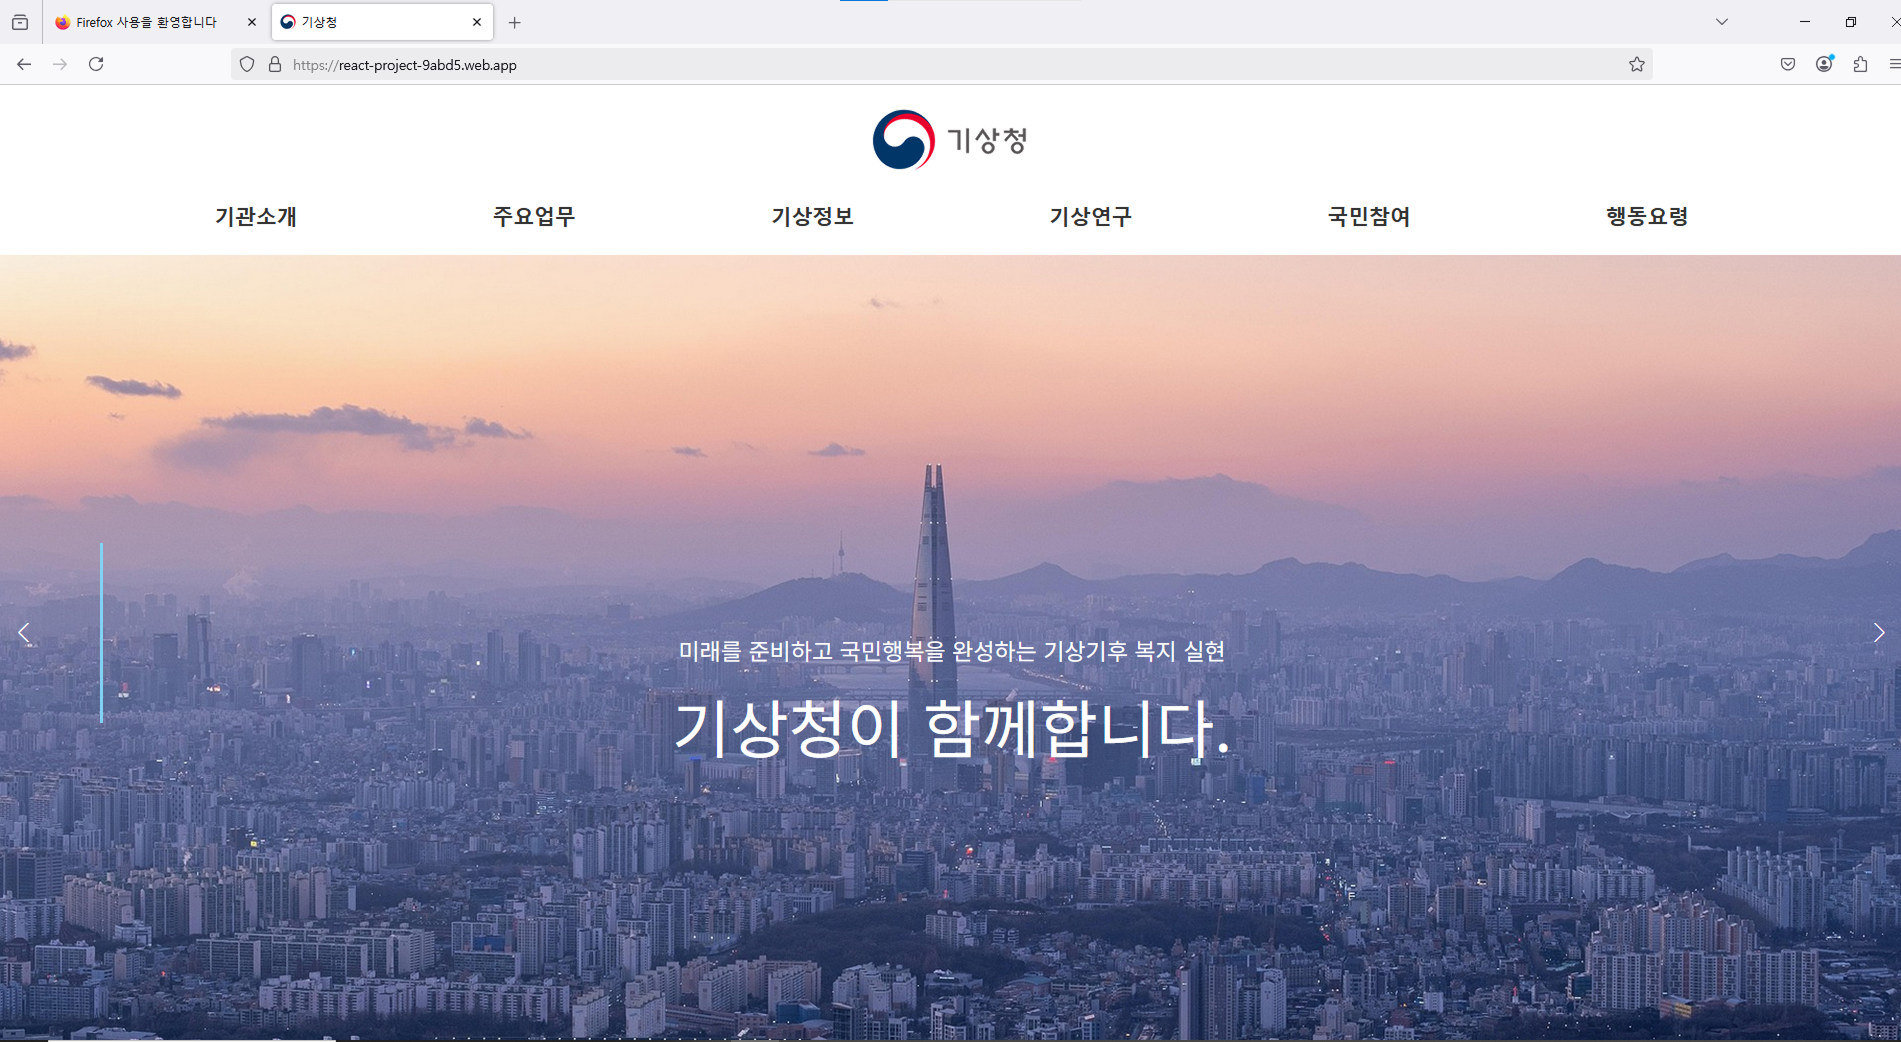 Firefox 사용을 환영합니다
기상청
https://react-project-9abd5.web.app
기상청
기관소개 주요업무 기상정보 기상연구 국민참여 행동요령
미래를 준비하고 국민행복을 완성하는 기상기후 복지 실현
기상청이 함께합니다.